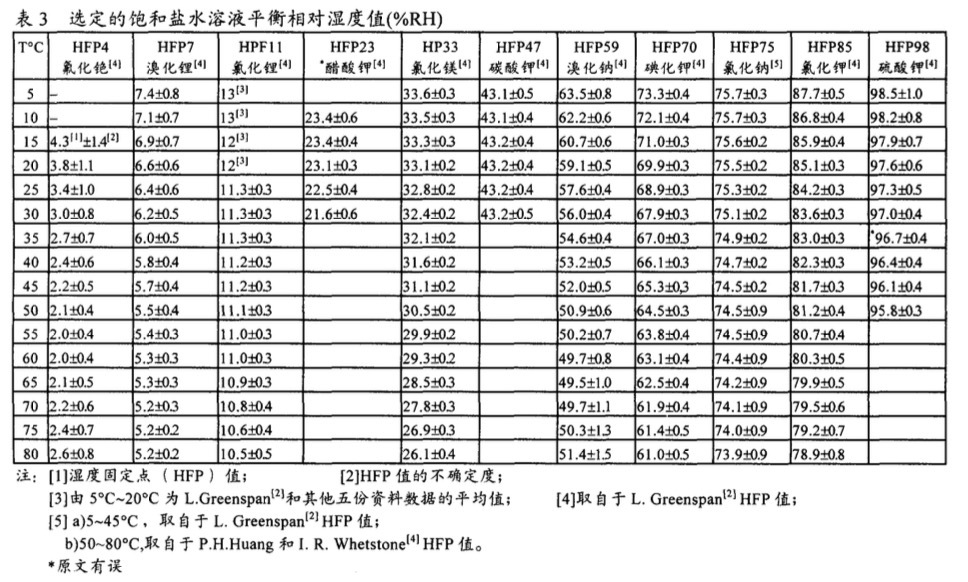 表 3 选定的饱和盐水溶液平衡相对湿度值(%RH)
T°C HFP4 HFP7 HPF11 HFP23 HP33 HFP47 HFP59 HFP70 HFP75 HFP85 HFP98
氟化铯[4] 溴化锂[4] 氯化锂[4] *醋酸钾[4] 氯化镁[4] 碳酸钾[4] 溴化钠[4] 碘化钾[4] 氯化钠[5] 氯化钾[4] 硫酸钾[4]
5 – 7.4±0.8 13[3] 33.6±0.3 43.1±0.5 63.5±0.8 73.3±0.4 75.7±0.3 87.7±0.5 98.5±1.0
10 – 7.1±0.7 13[3] 23.4±0.6 33.5±0.3 43.1±0.4 62.2±0.6 72.1±0.4 75.7±0.3 86.8±0.4 98.2±0.8
15 4.3[1]±1.4[2] 6.9±0.7 12[3] 23.4±0.4 33.3±0.3 43.2±0.4 60.7±0.6 71.0±0.3 75.6±0.2 85.9±0.4 97.9±0.7
20 3.8±1.1 6.6±0.6 12[3] 23.1±0.3 33.1±0.2 43.2±0.4 59.1±0.5 69.9±0.3 75.5±0.2 85.1±0.3 97.6±0.6
25 3.4±1.0 6.4±0.6 11.3±0.3 22.5±0.4 32.8±0.2 43.2±0.4 57.6±0.4 68.9±0.3 75.3±0.2 84.2±0.3 97.3±0.5
30 3.0±0.8 6.2±0.5 11.3±0.3 21.6±0.6 32.4±0.2 43.2±0.5 56.0±0.4 67.9±0.3 75.1±0.2 83.6±0.3 97.0±0.4
35 2.7±0.7 6.0±0.5 11.3±0.3 32.1±0.2 54.6±0.4 67.0±0.3 74.9±0.2 83.0±0.3 *96.7±0.4
40 2.4±0.6 5.8±0.4 11.2±0.3 31.6±0.2 53.2±0.5 66.1±0.3 74.7±0.2 82.3±0.3 96.4±0.4
45 2.2±0.5 5.7±0.4 11.2±0.3 31.1±0.2 52.0±0.5 65.3±0,3 74.5±0.2 81.7±0.3 96.1±0.4
50 2.1±0.4 5.5±0.4 11.1±0.3 30.5±0.2 50.9±0.6 64.5±0.3 74.5±0.9 81.2±0.4 95.8±0.3
55 2.0±0.4 5.4±0.3 11.0±0.3 29.9±0.2 50.2±0.7 63.8±0.4 74.5±0.9 80.7±0.4
60 2.0±0.4 5.3±0.3 11.0±0.3 29.3±0.2 49.7±0.8 63.1±0.4 74.4±0.9 80.3±0.5
65 2.1±0.5 5.3±0.3 10.9±0.3 28.5±0.3 49.5±1.0 62.5±0.4 74.2±0.9 79.9±0.5
70 2.2±0.6 5.2±0.3 10.8±0.4 27.8±0.3 49.7±1.1 61.9±0.4 74.1±0.9 79.5±0.6
75 2.4±0.7 5.2±0.2 10.6±0.4 26.9±0.3 50.3±1.3 61.4±0.5 74.0±0.9 79.2±0.7
80 2.6±0.8 5.2±0.2 10.5±0.5 26.1±0.4 51.4±1.5 61.0±0.5 73.9±0.9 78.9±0.8
注: [1]湿度固定点（HFP）值; [2]HFP 值的不确定度;
[3]由 5°C~20°C 为 L.Greenspan[2]和其他五份资料数据的平均值; [4]取自于 L. Greenspan[2] HFP 值;
[5] a)5~45°C，取自于 L. Greenspan[2] HFP 值;
b)50~80°C,取自于 P.H.Huang 和 I. R. Whetstone[4] HFP 值。
*原文有误